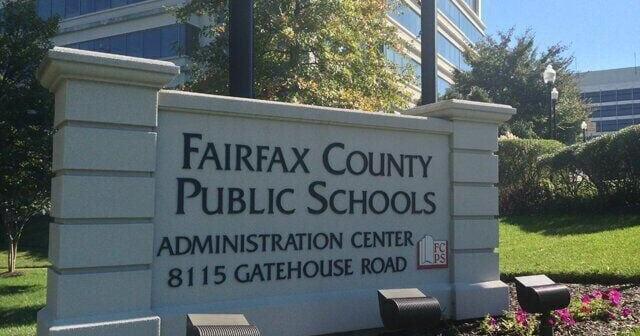 FAIRFAX COUNTY
PUBLIC SCHOOLS
ADMINISTRATION CENTER
8115 GATEHOUSE ROAD
FC
PS